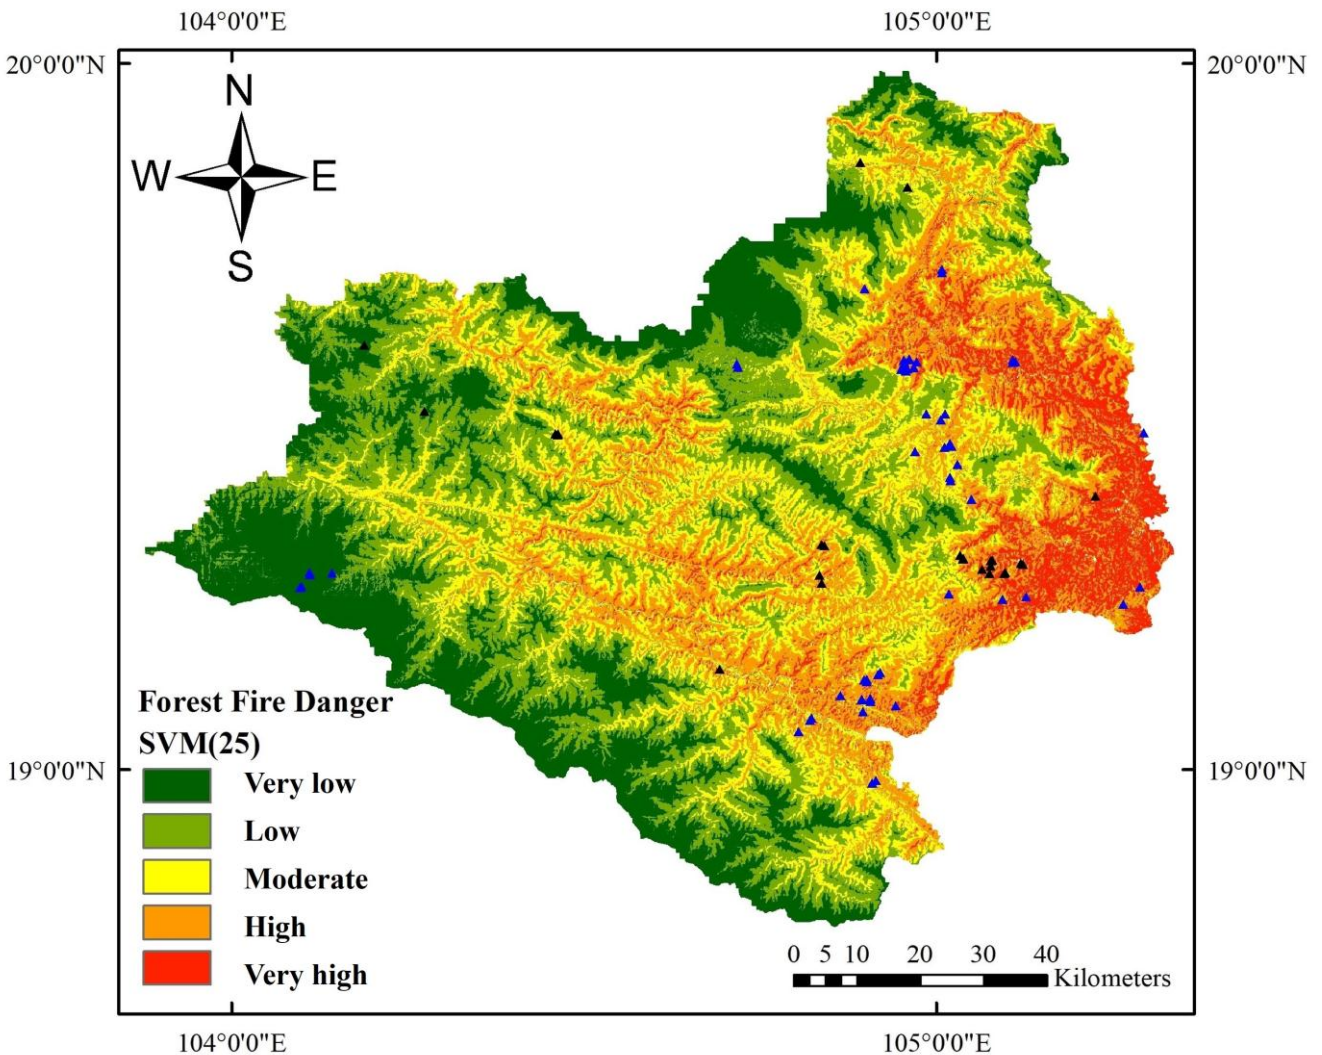 104°0'0"E 105°0'0"E
20°0'0"N 20°0'0"N
N
W E
S
Forest Fire Danger
SVM(25)
Very low
Low
Moderate
High
Very high
19°0'0"N 19°0'0"N
0 5 10 20 30 40
Kilometers
104°0'0"E 105°0'0"E